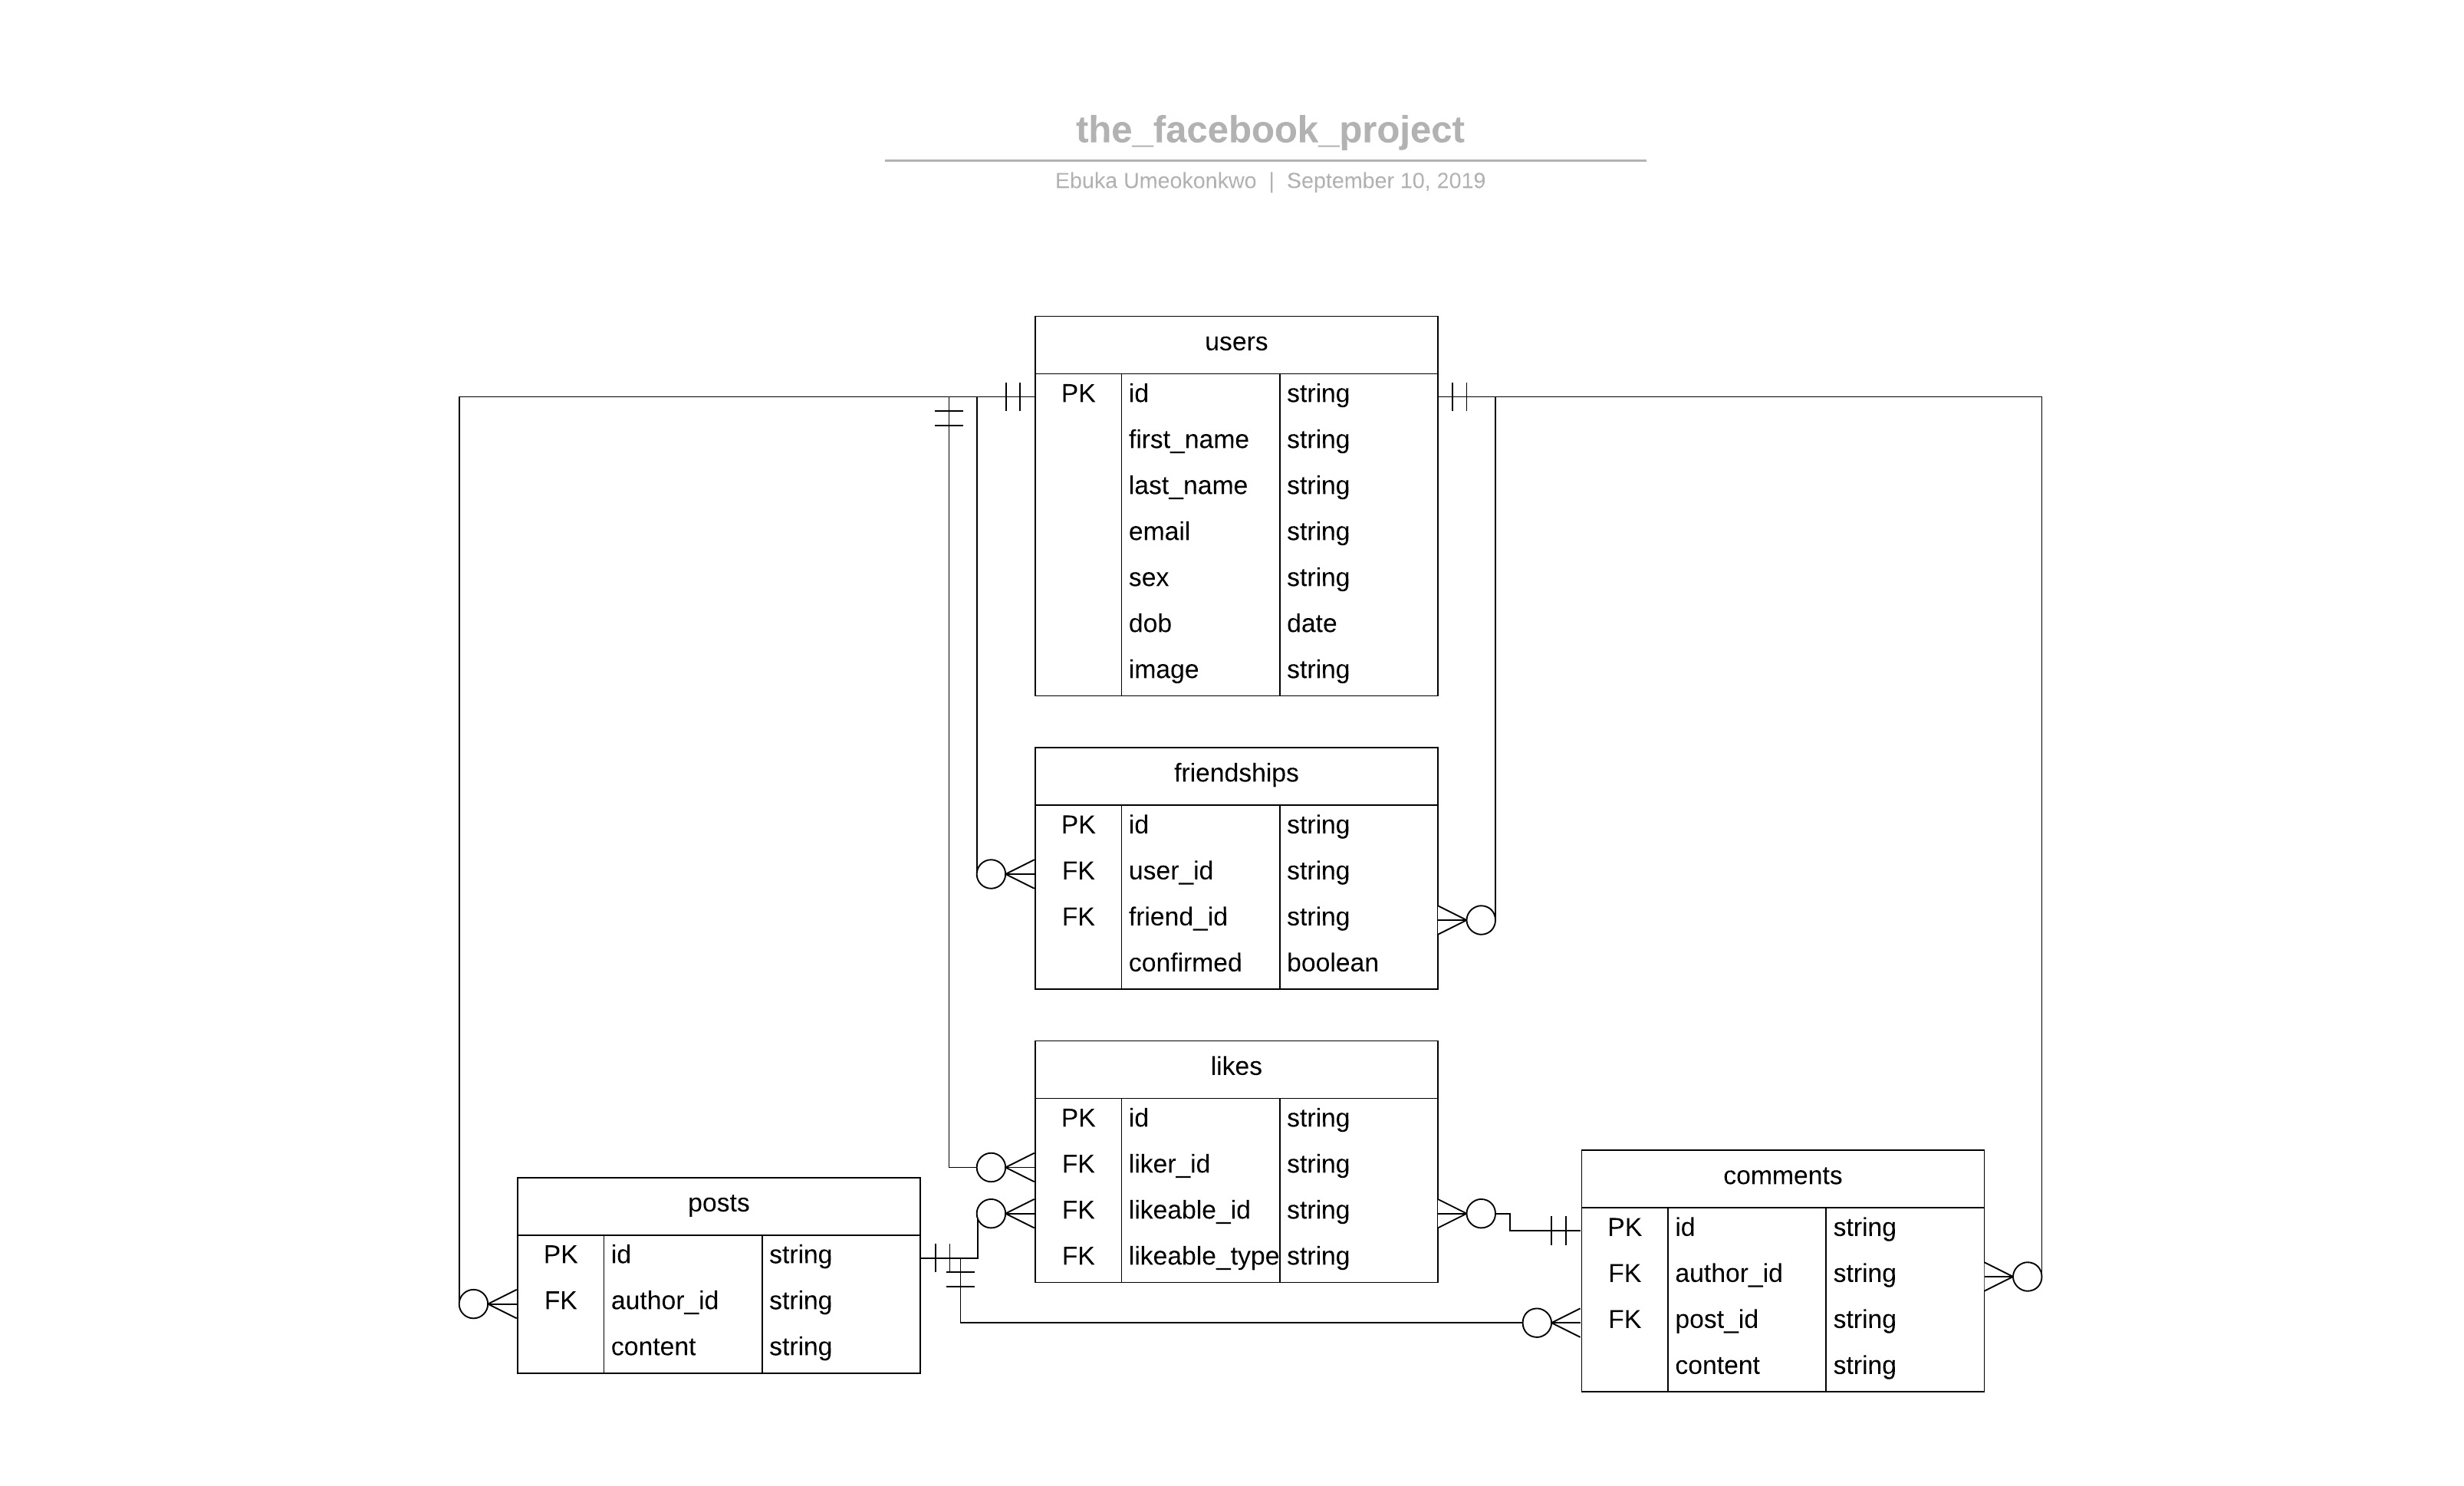 the_facebook_project
Ebuka Umeokonkwo | September 10, 2019
users
PK id string
first_name string
last_name string
email string
sex string
dob date
image string
friendships
PK id string
FK user_id string
FK friend_id string
confirmed boolean
likes
PK id string
FK liker_id string
FK likeable_id string
FK likeable_type string
posts
PK id string
FK author_id string
content string
comments
PK id string
FK author_id string
FK post_id string
content string